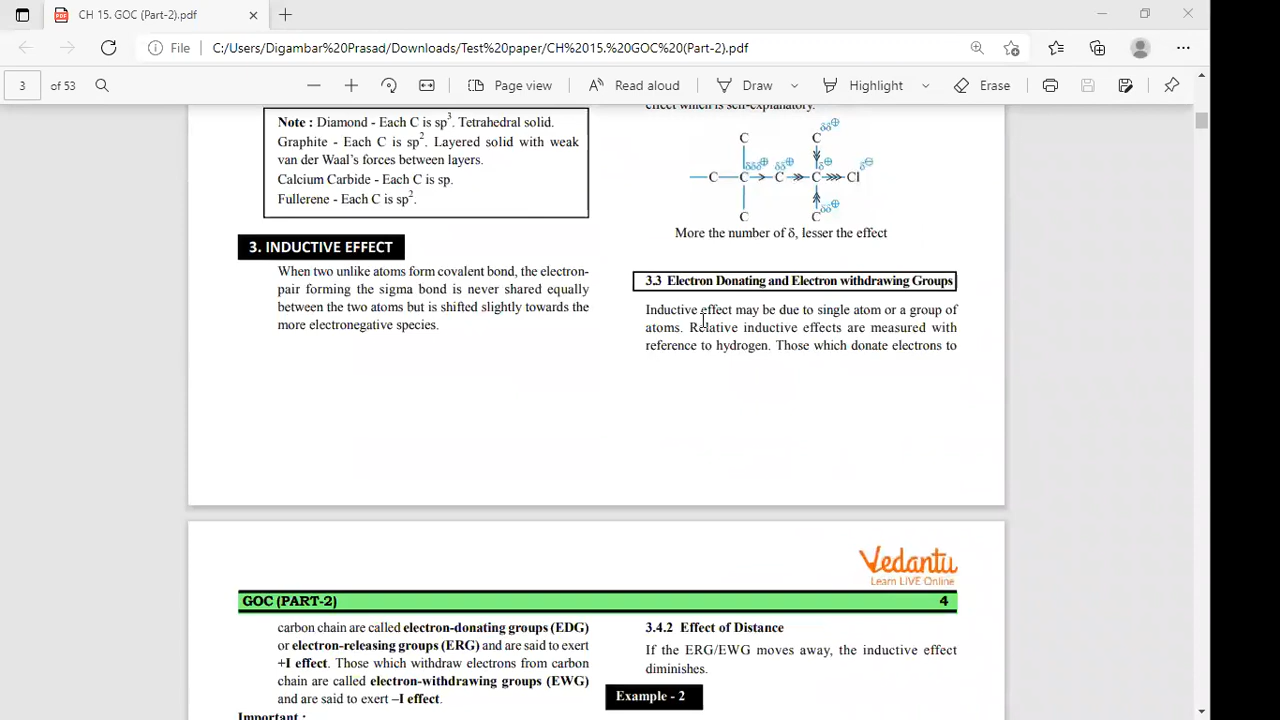 CH 15. GOC (Part-2).pdf
File C:/Users/Digambar%20Prasad/Downloads/Test%20paper/CH%2015.%20GOC%20(Part-2).pdf
3 of 53 Page view Read aloud Draw Highlight Erase
Note : Diamond - Each C is sp³. Tetrahedral solid.
Graphite - Each C is sp². Layered solid with weak
van der Waal's forces between layers.
Calcium Carbide - Each C is sp.
Fullerene - Each C is sp².
3. INDUCTIVE EFFECT
When two unlike atoms form covalent bond, the electron-
pair forming the sigma bond is never shared equally
between the two atoms but is shifted slightly towards the
more electronegative species.
effect which is self-explanatory.
C C δδ⊕
C C δδδ⊕ C δδ⊕ C δ⊕ Cl δ⊖
C C δδ⊕
More the number of δ, lesser the effect
3.3 Electron Donating and Electron withdrawing Groups
Inductive effect may be due to single atom or a group of
atoms. Relative inductive effects are measured with
reference to hydrogen. Those which donate electrons to
Vedantu
Learn LIVE Online
GOC (PART-2) 4
carbon chain are called electron-donating groups (EDG)
or electron-releasing groups (ERG) and are said to exert
+I effect. Those which withdraw electrons from carbon
chain are called electron-withdrawing groups (EWG)
and are said to exert –I effect.
Important :
3.4.2 Effect of Distance
If the ERG/EWG moves away, the inductive effect
diminishes.
Example - 2